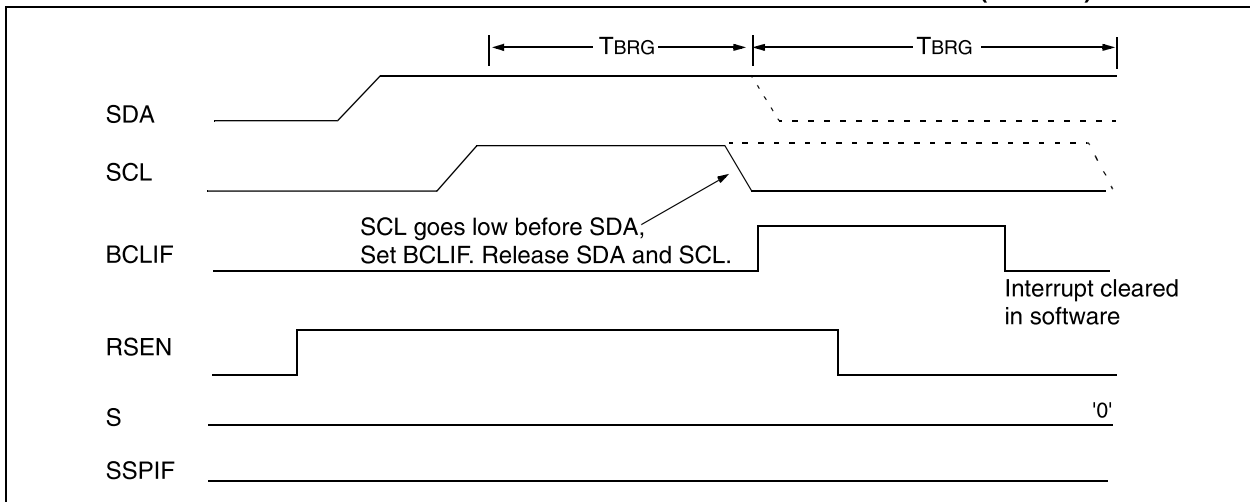 TBRG TBRG
SDA
SCL
SCL goes low before SDA,
Set BCLIF. Release SDA and SCL.
BCLIF
Interrupt cleared
in software
RSEN
S '0'
SSPIF